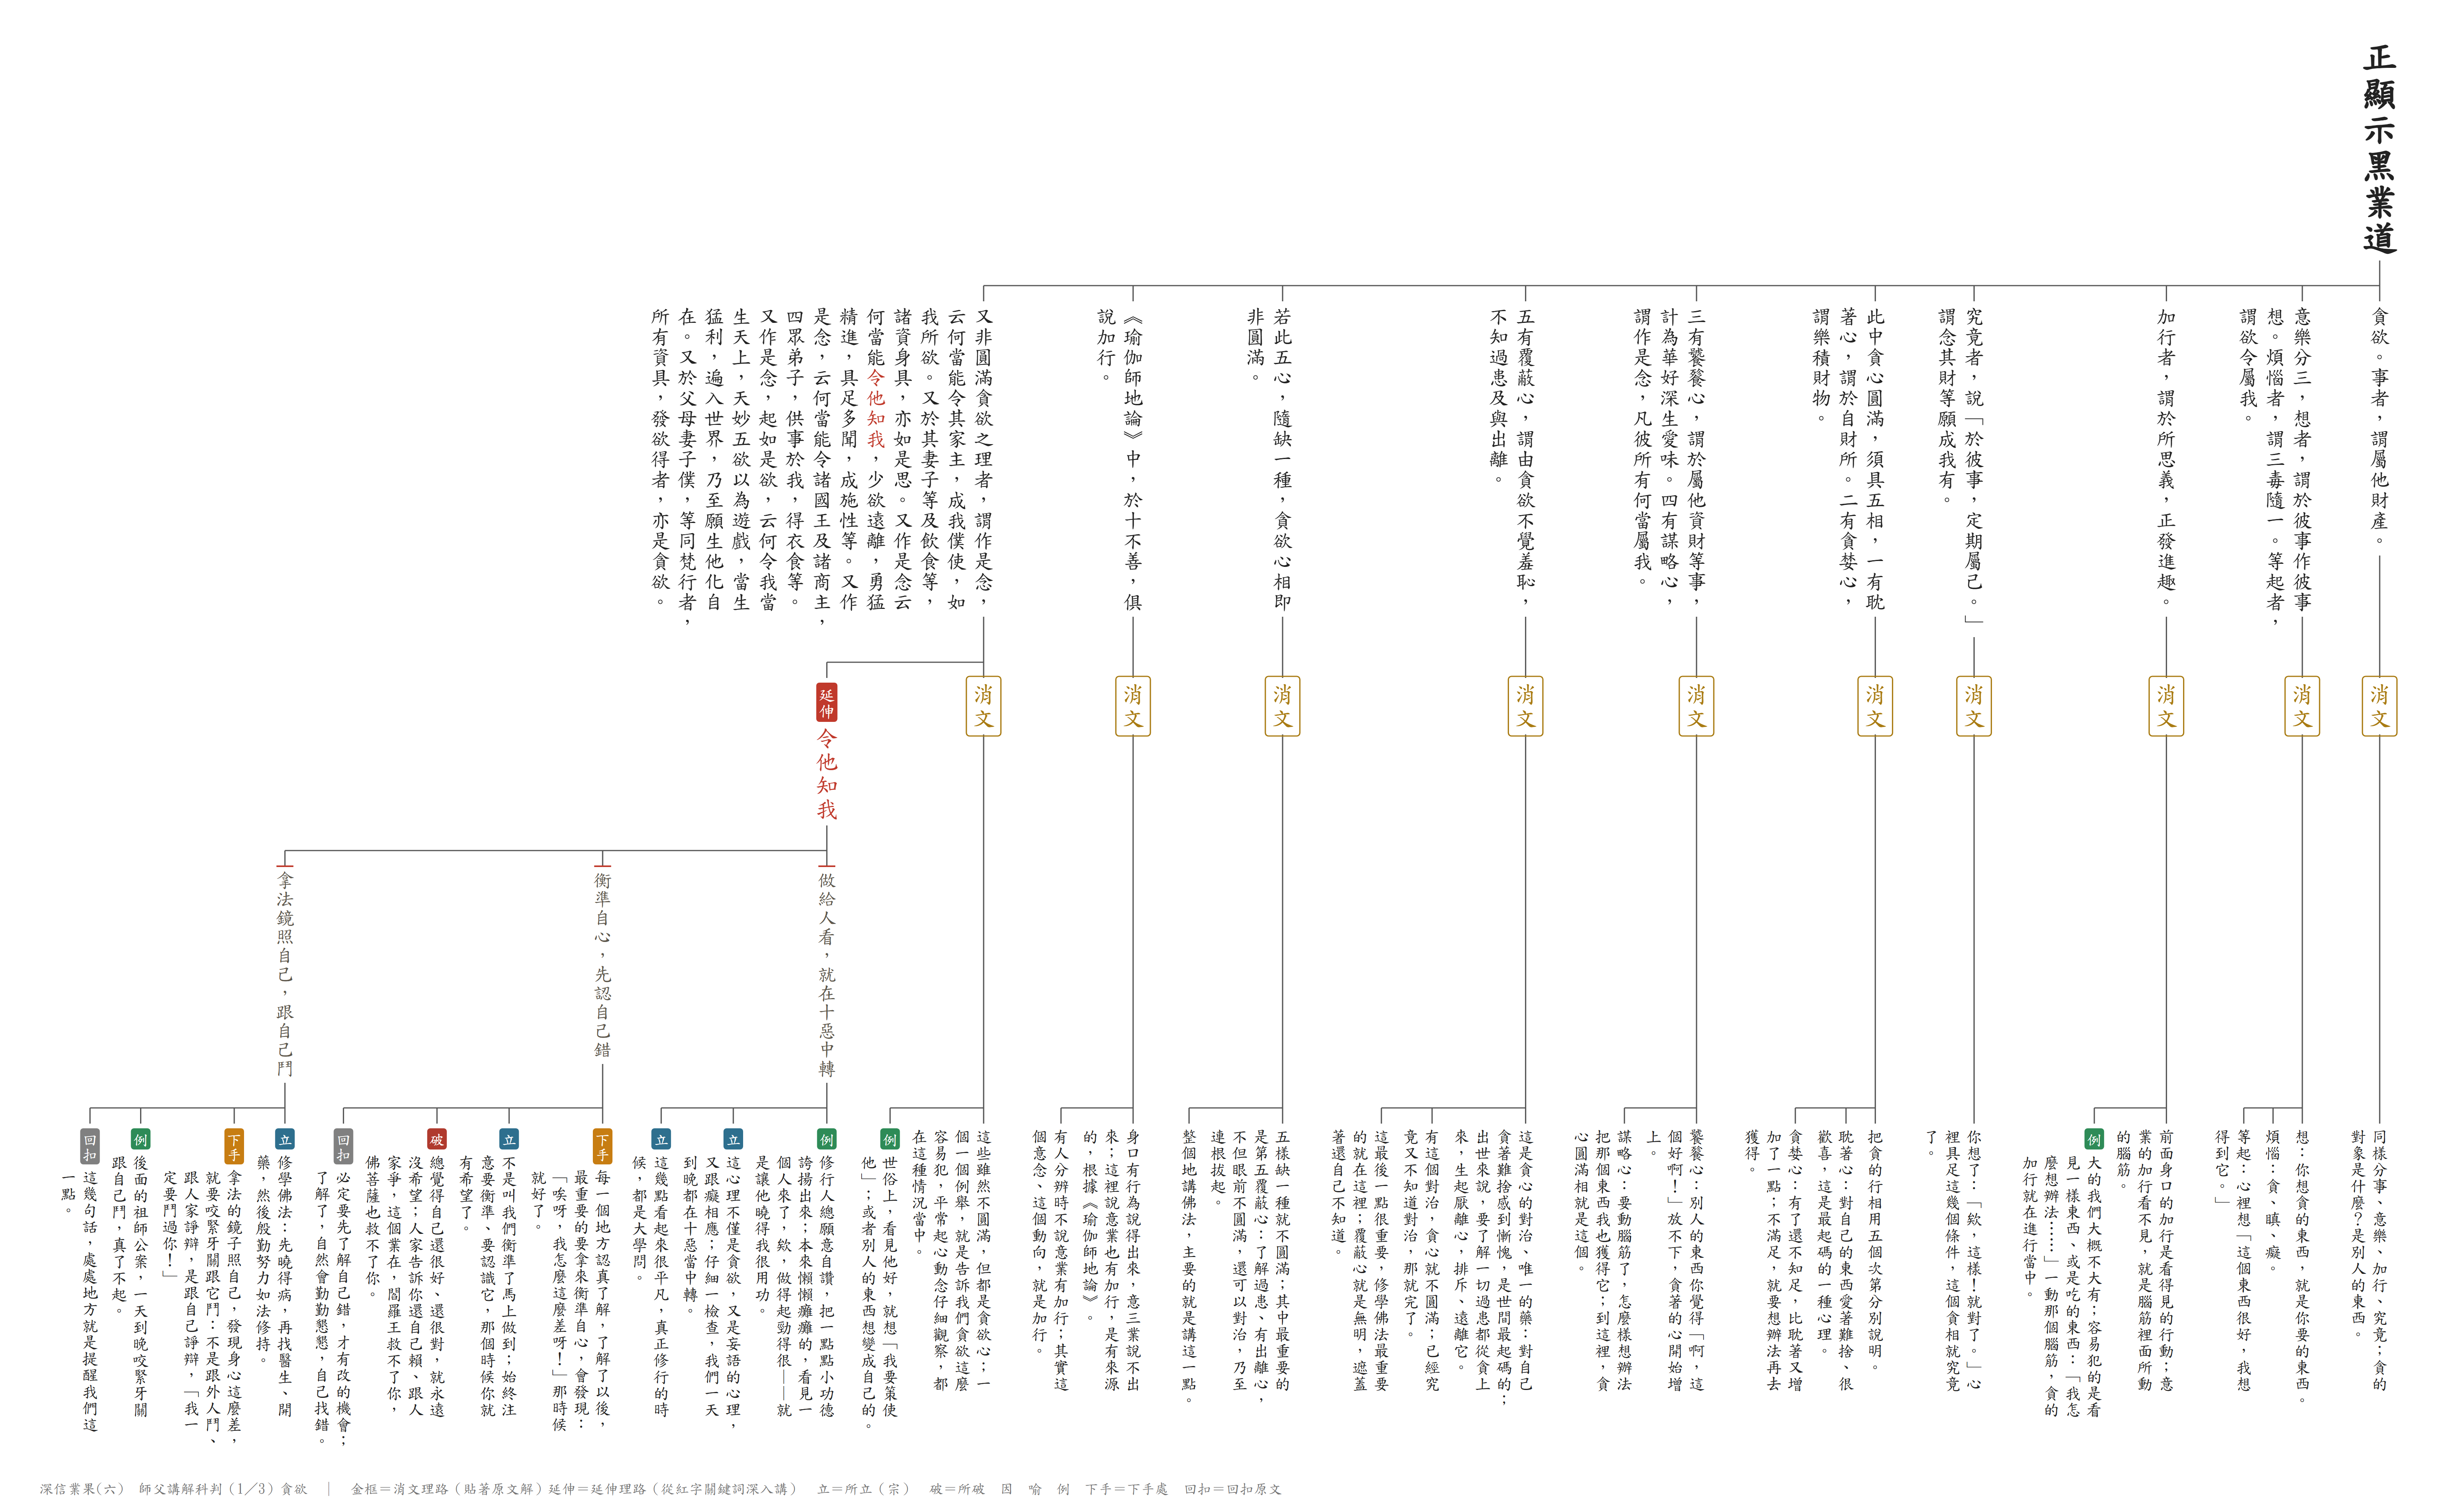 正顯示黑業道
貪欲。事者，謂屬他財產。
意樂分三，想者，謂於彼事作彼事
想。煩惱者，謂三毒隨一。等起者，
謂欲令屬我。
加行者，謂於所思義，正發進趣。
究竟者，說「於彼事，定期屬己。」
謂念其財等願成我有。
此中貪心圓滿，須具五相，一有耽
著心，謂於自財所。二有貪婪心，
謂樂積財物。
三有饕餮心，謂於屬他資財等事，
計為華好深生愛味。四有謀略心，
謂作是念，凡彼所有何當屬我。
五有覆蔽心，謂由貪欲不覺羞恥，
不知過患及與出離。
若此五心，隨缺一種，貪欲心相即
非圓滿。
《瑜伽師地論》中，於十不善，俱
說加行。
又非圓滿貪欲之理者，謂作是念，
云何當能令其家主，成我僕使，如
我所欲。又於其妻子等及飲食等，
諸資身具，亦如是思。又作是念云
何當能令他知我，少欲遠離，勇猛
精進，具足多聞，成施性等。又作
是念，云何當能令諸國王及諸商主，
四眾弟子，供事於我，得衣食等。
又作是念，起如是欲，云何令我當
生天上，天妙五欲以為遊戲，當生
猛利，遍入世界，乃至願生他化自
在。又於父母妻子僕，等同梵行者，
所有資具，發欲得者，亦是貪欲。
消文
消文
消文
消文
消文
消文
消文
消文
消文
消文
延伸
令他知我
做給人看，就在十惡中轉
衡準自心，先認自己錯
拿法鏡照自己，跟自己鬥
同樣分事、意樂、加行、究竟；貪的
對象是什麼？是別人的東西。
想：你想貪的東西，就是你要的東西。
煩惱：貪、瞋、癡。
等起：心裡想「這個東西很好，我想
得到它。」
前面身口的加行是看得見的行動；意
業的加行看不見，就是腦筋裡面所動
的腦筋。
例
大的我們大概不大有；容易犯的是看
見一樣東西、或是吃的東西：「我怎
麼想辦法……」一動那個腦筋，貪的
加行就在進行當中。
你想了：「欸，這樣！就對了。」心
裡具足這幾個條件，這個貪相就究竟
了。
把貪的行相用五個次第分別說明。
耽著心：對自己的東西愛著難捨、很
歡喜，這是最起碼的一種心理。
貪婪心：有了還不知足，比耽著又增
加了一點；不滿足，就要想辦法再去
獲得。
饕餮心：別人的東西你覺得「啊，這
個好啊！」放不下，貪著的心開始增
上。
謀略心：要動腦筋了，怎麼樣想辦法
把那個東西我也獲得它；到這裡，貪
心圓滿相就是這個。
這是貪心的對治、唯一的藥：對自己
貪著難捨感到慚愧，是世間最起碼的；
出世來說，要了解一切過患都從貪上
來，生起厭離心，排斥、遠離它。
有這個對治，貪心就不圓滿；已經究
竟又不知道對治，那就完了。
這最後一點很重要，修學佛法最重要
的就在這裡；覆蔽心就是無明，遮蓋
著還自己不知道。
五樣缺一種就不圓滿；其中最重要的
是第五覆蔽心：了解過患、有出離心，
不但眼前不圓滿，還可以對治，乃至
連根拔起。
整個地講佛法，主要的就是講這一點。
身口有行為說得出來，意三業說不出
來；這裡說意業也有加行，是有來源
的，根據《瑜伽師地論》。
有人分辨時不說意業有加行；其實這
個意念、這個動向，就是加行。
這些雖然不圓滿，但都是貪欲心；一
個一個例舉，就是告訴我們貪欲這麼
容易犯，平常起心動念仔細觀察，都
在這種情況當中。
例
世俗上，看見他好，就想「我要策使
他」；或者別人的東西想變成自己的。
例
修行人總願意自讚，把一點點小功德
誇揚出來；本來懶懶癱癱的，看見一
個人來了，欸，做得起勁得很——就
是讓他曉得我很用功。
立
這心理不僅是貪欲，又是妄語的心理，
又跟癡相應；仔細一檢查，我們一天
到晚都在十惡當中轉。
立
這幾點看起來很平凡，真正修行的時
候，都是大學問。
下手
每一個地方認真了解，了解了以後，
最重要的要拿來衡準自心，會發現：
「唉呀，我怎麼這麼差呀！」那時候
就好了。
立
不是叫我們衡準了馬上做到；始終注
意要衡準、要認識它，那個時候你就
有希望了。
破
總覺得自己還很好、還很對，就永遠
沒希望；人家告訴你還自己賴、跟人
家爭，這個業在，閻羅王救不了你，
佛菩薩也救不了你。
回扣
必定要先了解自己錯，才有改的機會；
了解了，自然會勤勤懇懇，自己找錯。
立
修學佛法：先曉得病，再找醫生、開
藥，然後殷勤努力如法修持。
下手
拿法的鏡子照自己，發現身心這麼差，
就要咬緊牙關跟它鬥：不是跟外人鬥、
跟人家諍辯，是跟自己諍辯，「我一
定要鬥過你！」
例
後面的祖師公案，一天到晚咬緊牙關
跟自己鬥，真了不起。
回扣
這幾句話，處處地方就是提醒我們這
一點。
深信業果(六)　師父講解科判（1／3）貪欲　｜　金框＝消文理路（貼著原文解）延伸＝延伸理路（從紅字關鍵詞深入講）　立＝所立（宗）　破＝所破　因　喻　例　下手＝下手處　回扣＝回扣原文